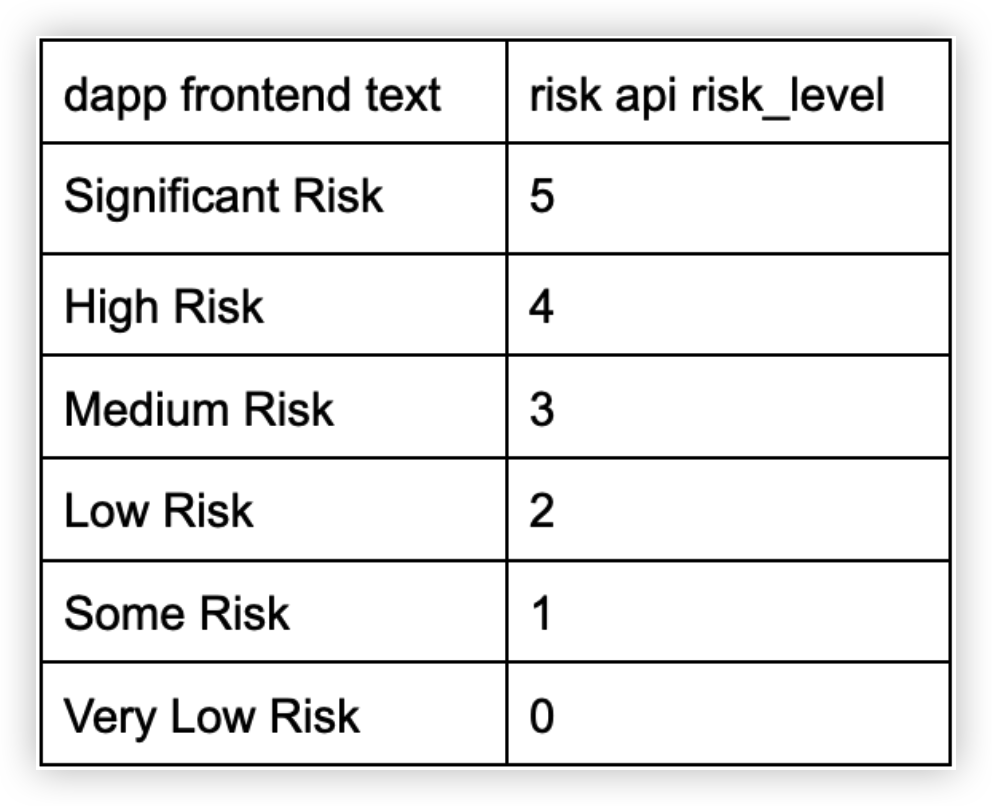 dapp frontend text risk api risk_level
Significant Risk 5
High Risk 4
Medium Risk 3
Low Risk 2
Some Risk 1
Very Low Risk 0